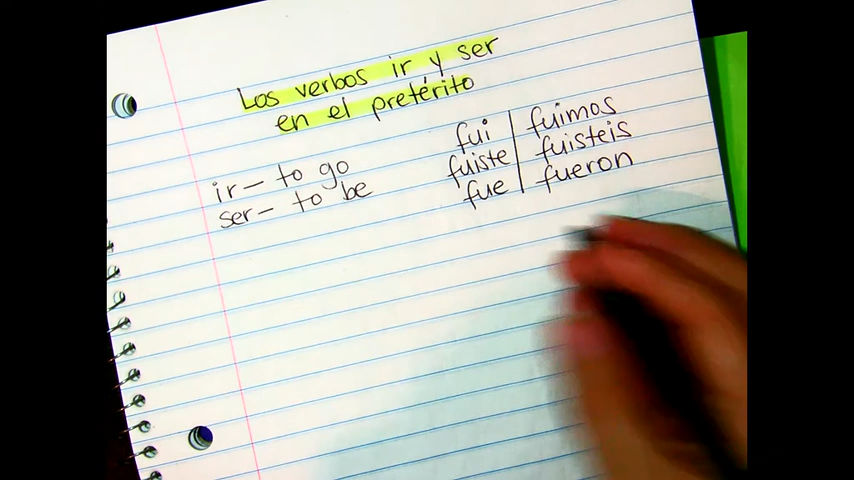 Los verbos ir y ser
en el pretérito
ir – to go
ser – to be
fui | fuimos
fuiste | fuisteis
fue | fueron